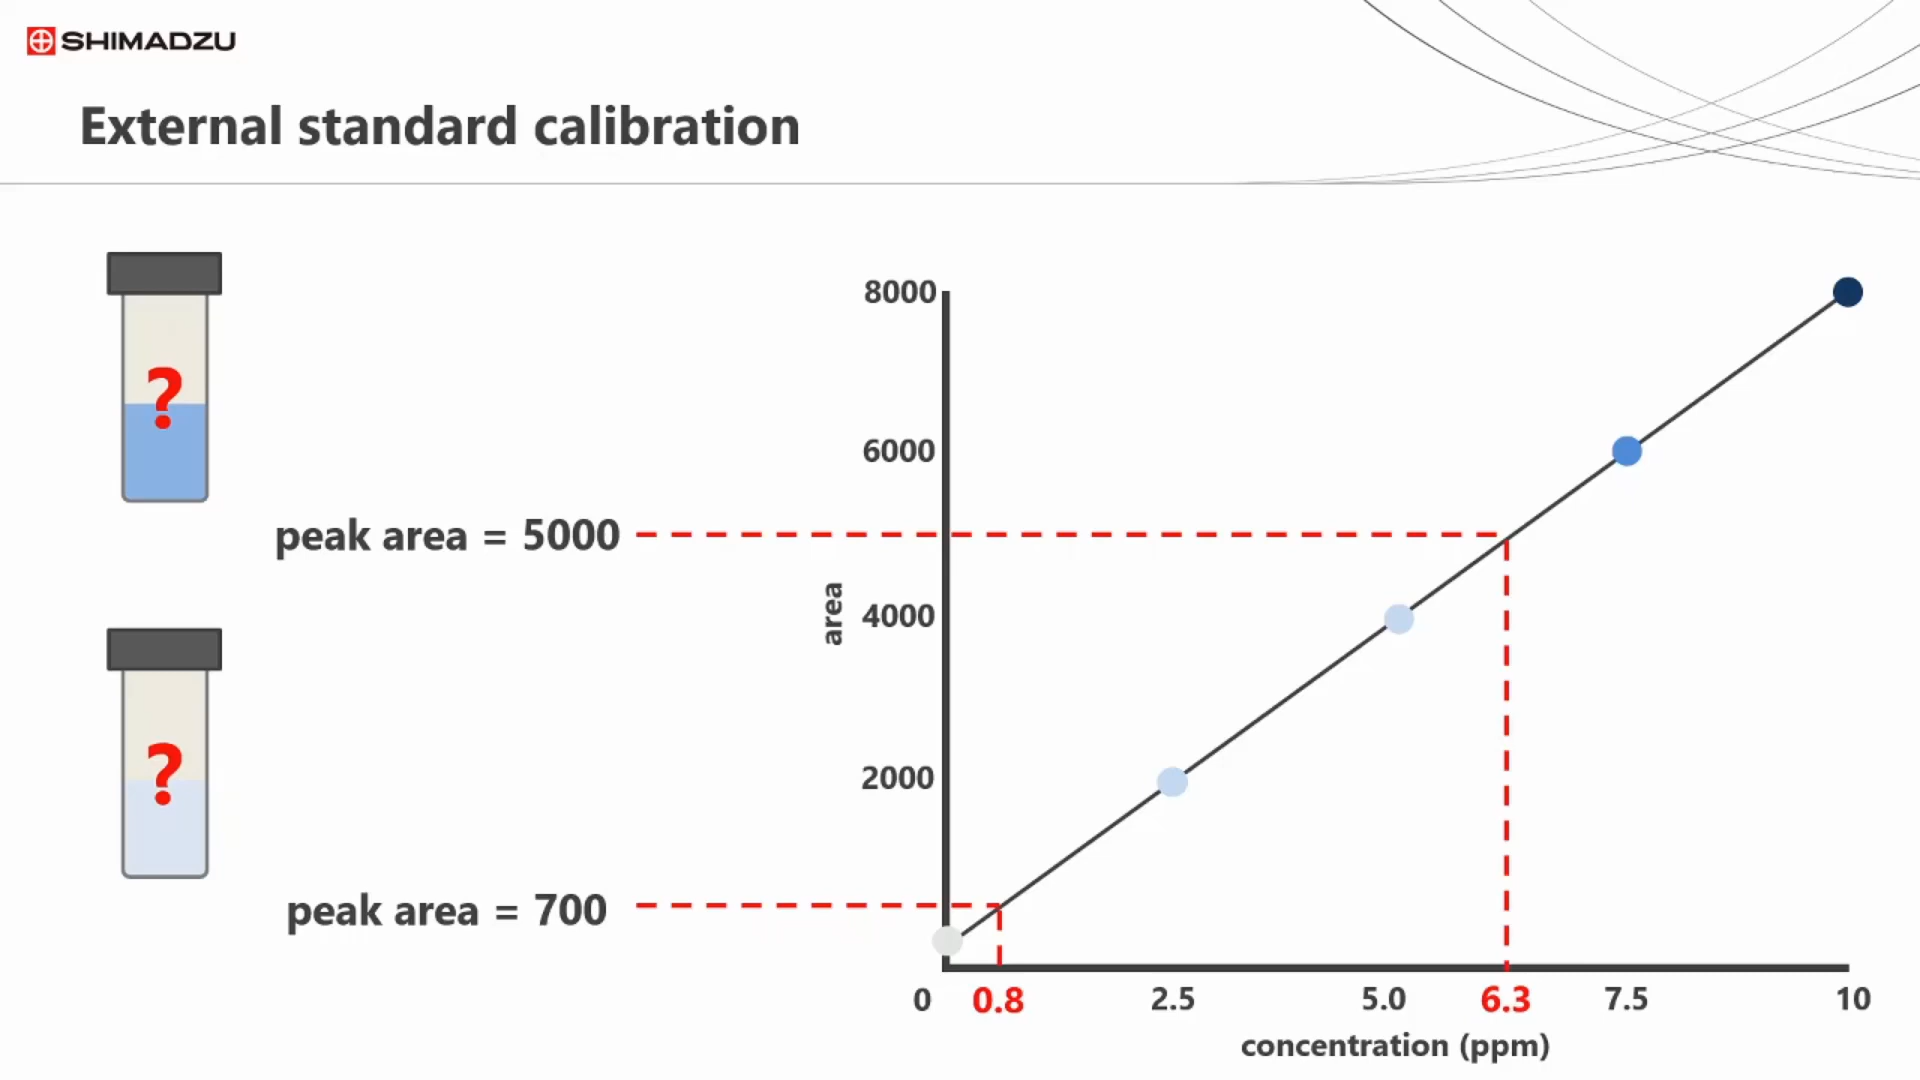 SHIMADZU
External standard calibration
?
peak area = 5000
?
peak area = 700
8000
6000
4000
2000
area
0 0.8 2.5 5.0 6.3 7.5 10
concentration (ppm)